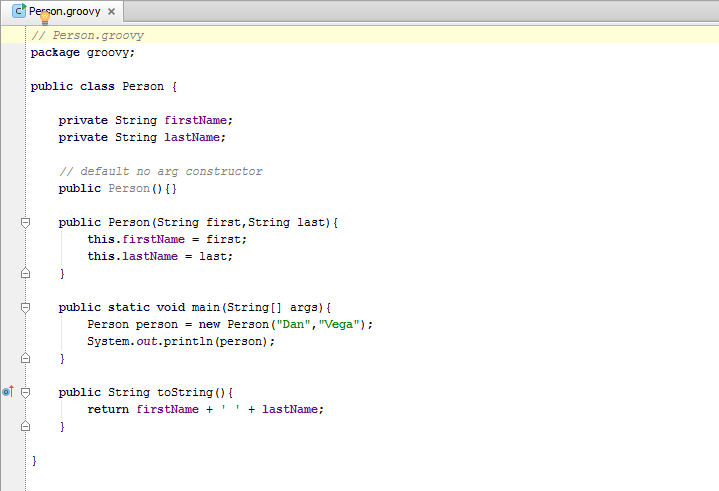 Person.groovy
// Person.groovy
package groovy;
public class Person {
private String firstName;
private String lastName;
// default no arg constructor
public Person(){}
public Person(String first,String last){
this.firstName = first;
this.lastName = last;
}
public static void main(String[] args){
Person person = new Person("Dan","Vega");
System.out.println(person);
}
public String toString(){
return firstName + ' ' + lastName;
}
}